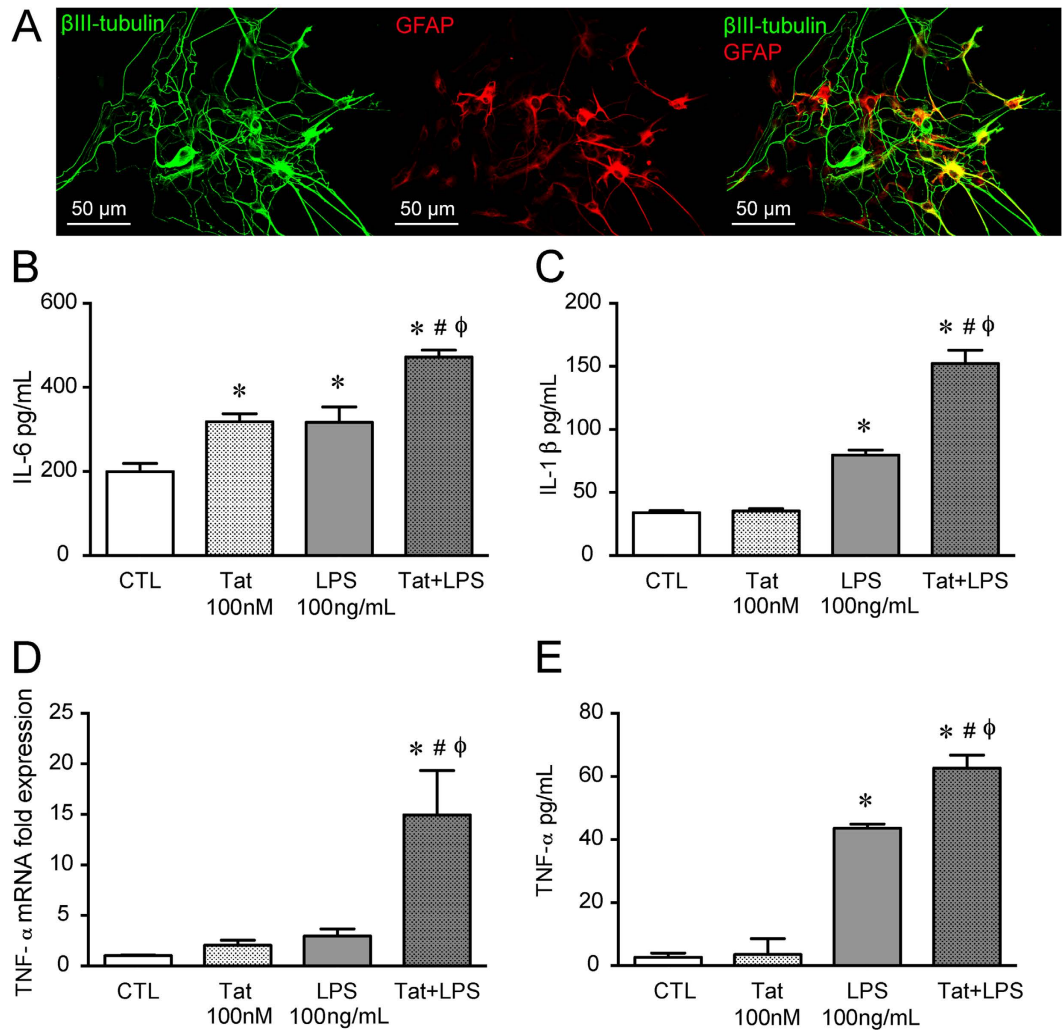 A
βIII-tubulin
GFAP
βIII-tubulin
GFAP
50 µm
50 µm
50 µm
B
IL-6 pg/mL
600
400
200
0
*
*
* # ϕ
CTL
Tat
100nM
LPS
100ng/mL
Tat+LPS
C
IL-1 β pg/mL
200
150
100
50
0
*
* # ϕ
CTL
Tat
100nM
LPS
100ng/mL
Tat+LPS
D
TNF- α mRNA fold expression
25
20
15
10
5
0
* # ϕ
CTL
Tat
100nM
LPS
100ng/mL
Tat+LPS
E
TNF-α pg/mL
80
60
40
20
0
*
* # ϕ
CTL
Tat
100nM
LPS
100ng/mL
Tat+LPS